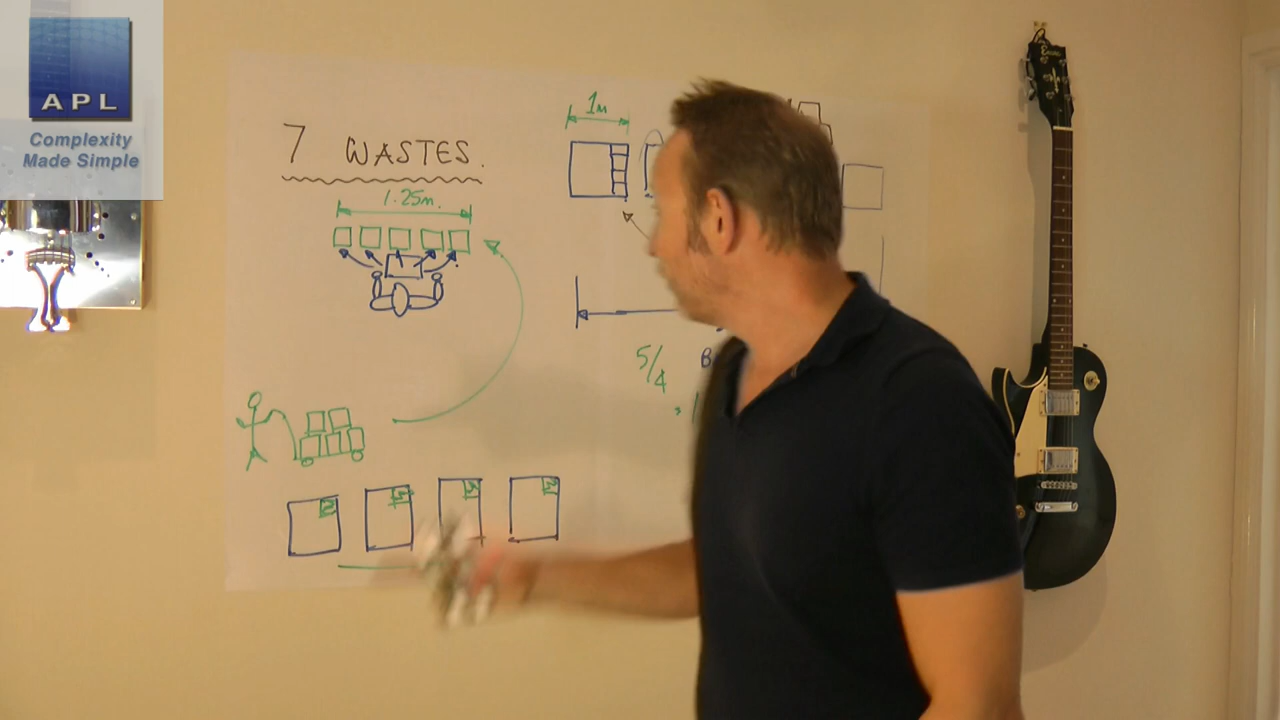 APL
Complexity
Made Simple
7 WASTES.
1.25m.
1m
5/4
B